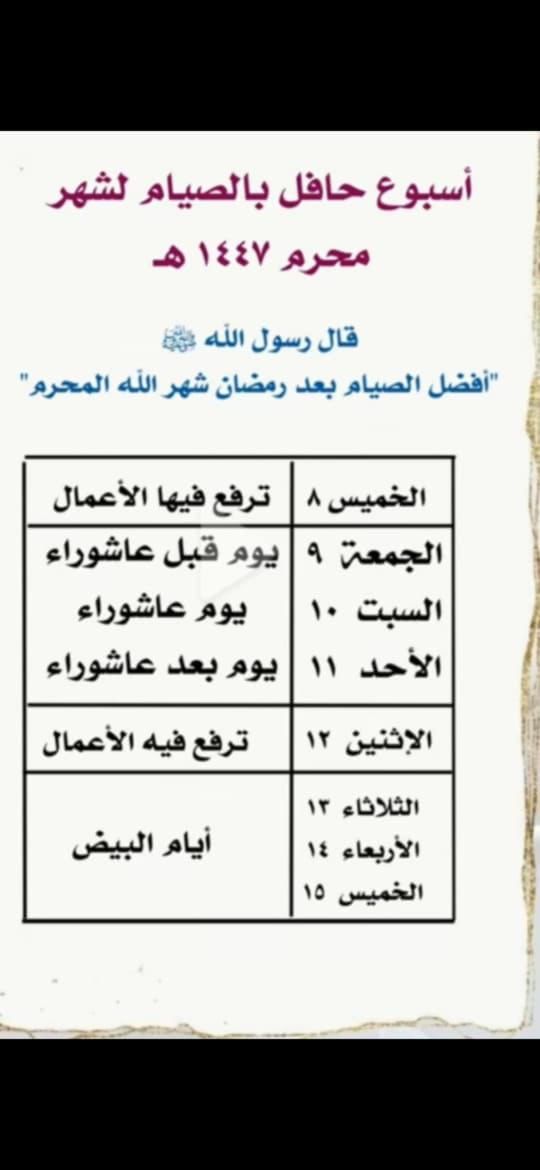 أسبوع حافل بالصيام لشهر
محرم ١٤٤٧ هـ
قال رسول الله ﷺ
"أفضل الصيام بعد رمضان شهر الله المحرم"
الخميس ٨ ترفع فيها الأعمال
الجمعة ٩ يوم قبل عاشوراء
السبت ١٠ يوم عاشوراء
الأحد ١١ يوم بعد عاشوراء
الإثنين ١٢ ترفع فيه الأعمال
الثلاثاء ١٣
الأربعاء ١٤ أيام البيض
الخميس ١٥